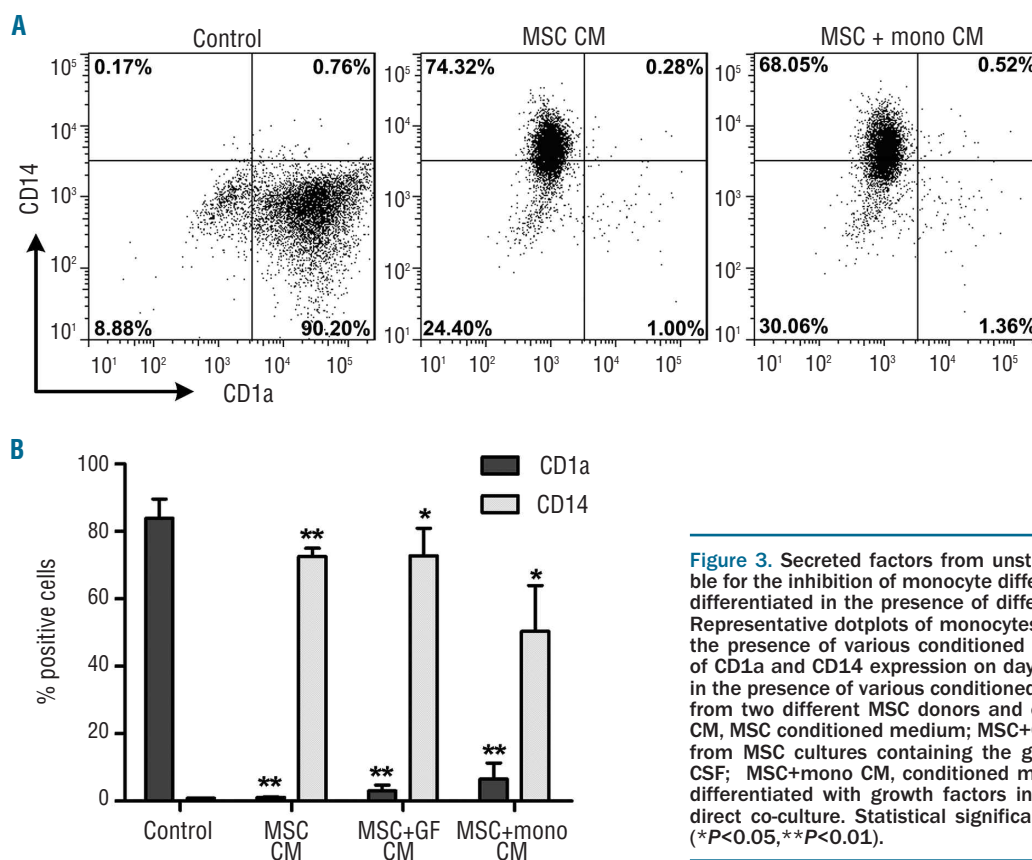 A
Control
MSC CM
MSC + mono CM
0.17% 0.76%
74.32% 0.28%
68.05% 0.52%
8.88% 90.20%
24.40% 1.00%
30.06% 1.36%
10⁵
10⁴
10³
10²
10¹
10⁵
10⁴
10³
10²
10¹
10⁵
10⁴
10³
10²
10¹
10¹ 10² 10³ 10⁴ 10⁵
10¹ 10² 10³ 10⁴ 10⁵
10¹ 10² 10³ 10⁴ 10⁵
CD14
CD1a
B
% positive cells
100
80
60
40
20
0
CD1a
CD14
** ** ** * ** *
Control
MSC CM
MSC+GF CM
MSC+mono CM
Figure 3. Secreted factors from unst
ble for the inhibition of monocyte diffe
differentiated in the presence of diffe
Representative dotplots of monocytes
the presence of various conditioned
of CD1a and CD14 expression on day
in the presence of various conditioned
from two different MSC donors and
CM, MSC conditioned medium; MSC+
from MSC cultures containing the g
CSF; MSC+mono CM, conditioned m
differentiated with growth factors in
direct co-culture. Statistical significa
(*P<0.05,**P<0.01).